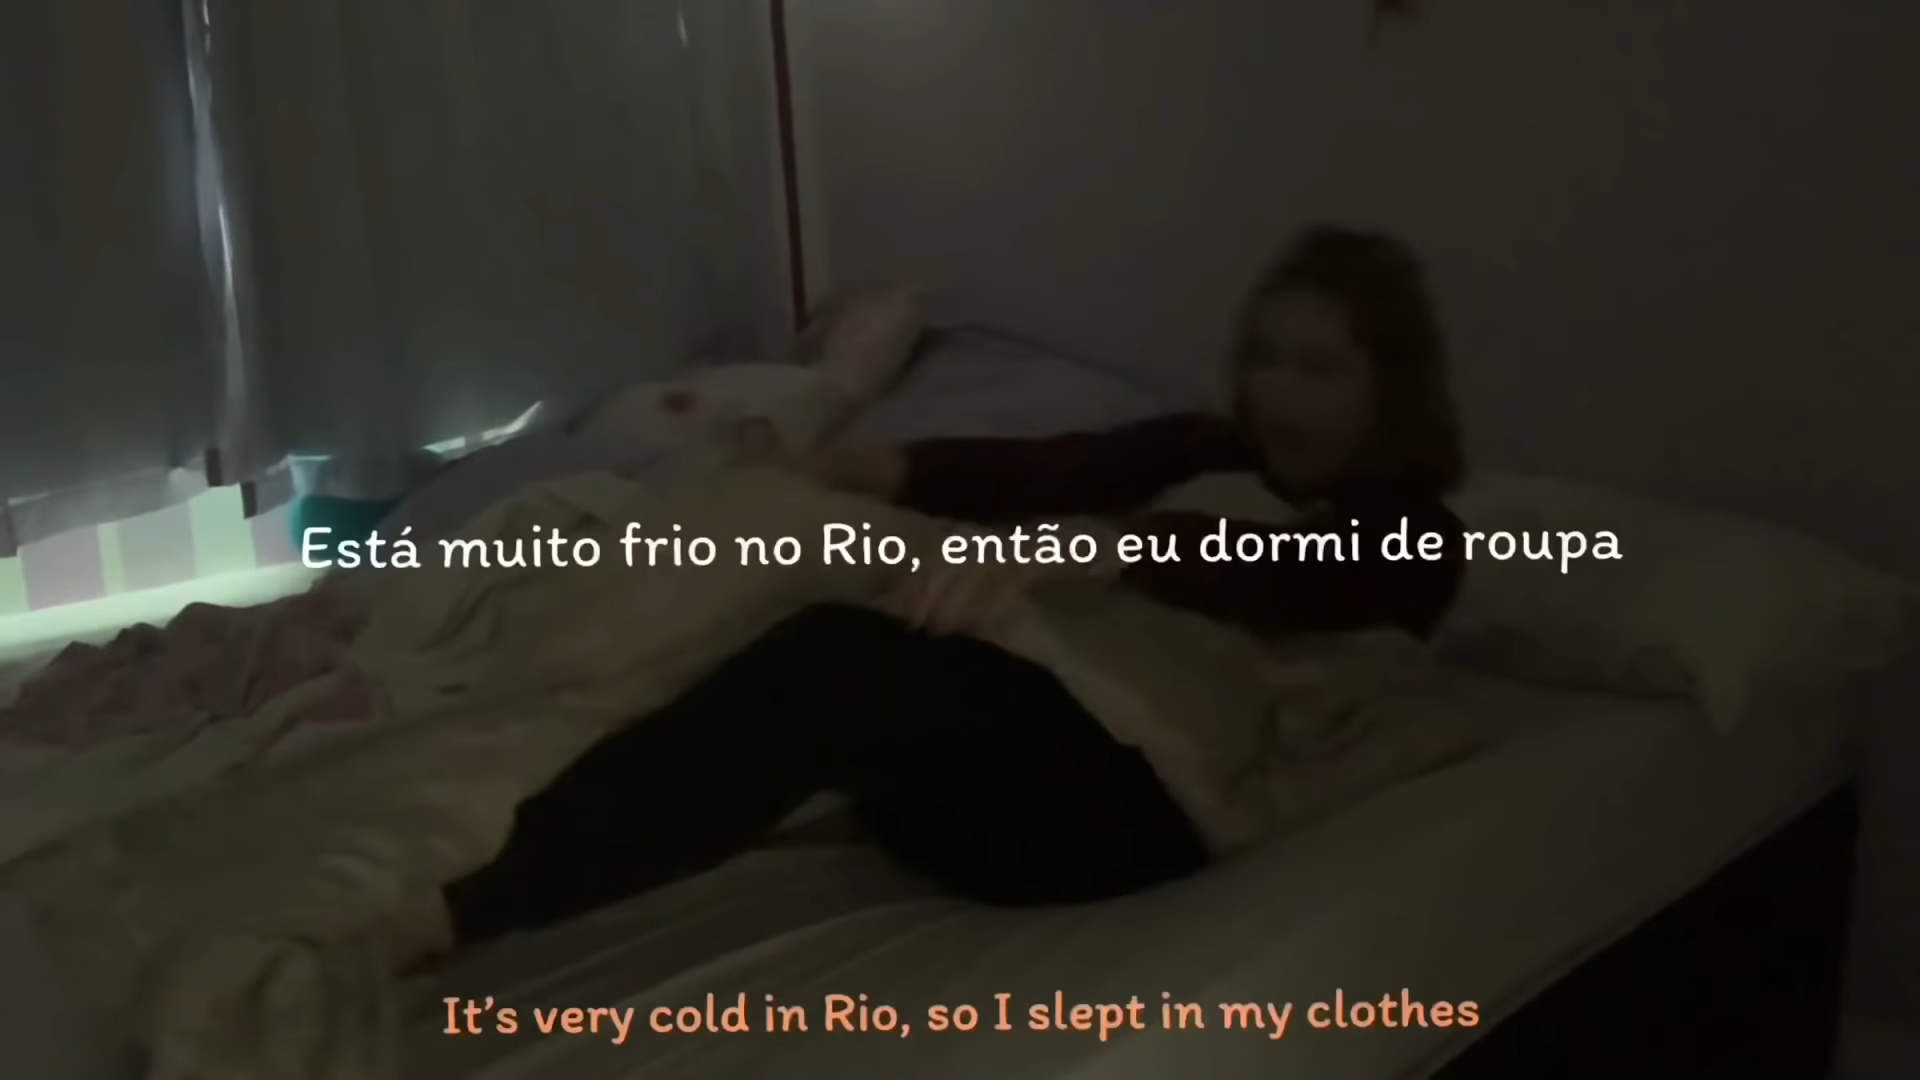 Está muito frio no Rio, então eu dormi de roupa
It's very cold in Rio, so I slept in my clothes